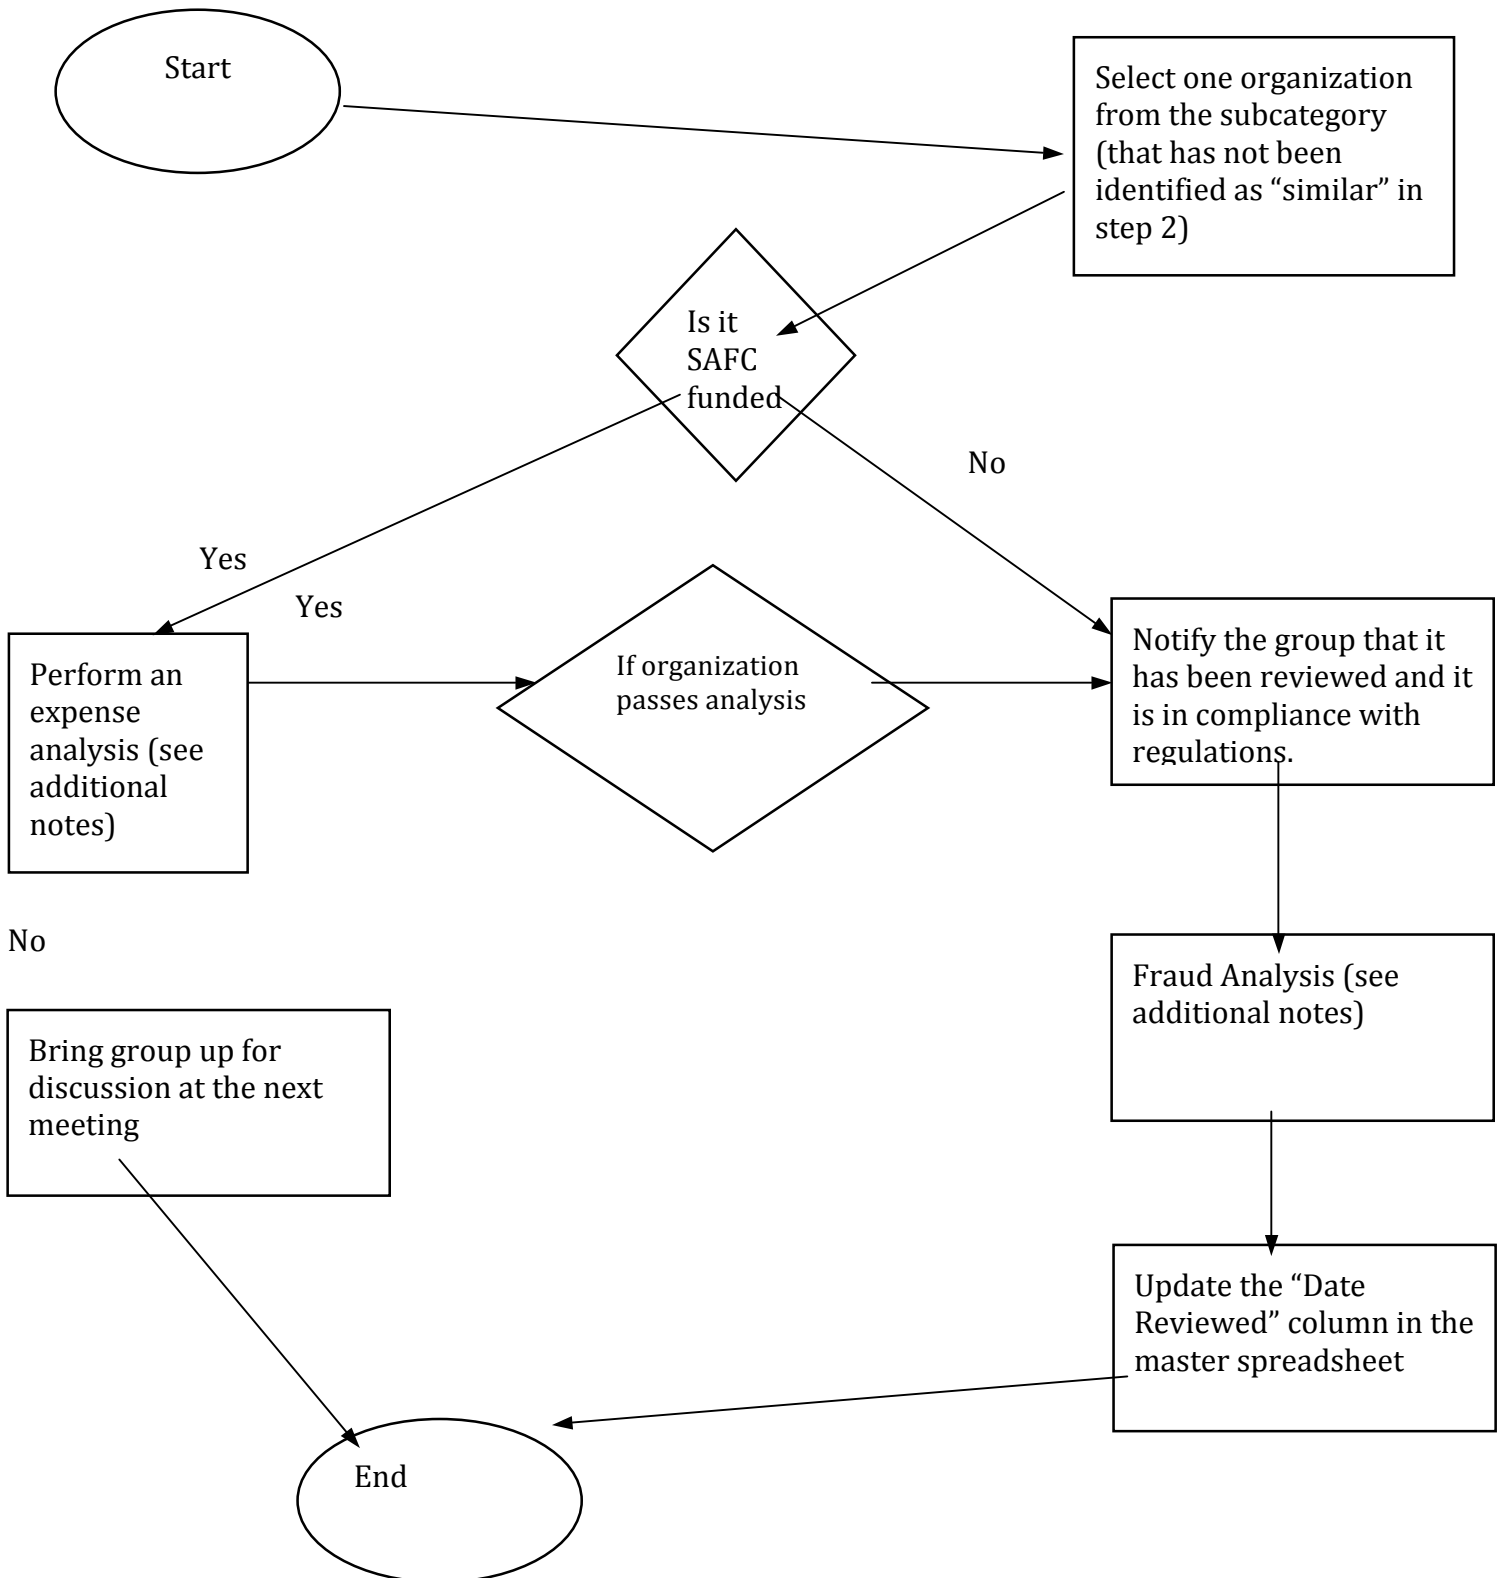 Start
Select one organization
from the subcategory
(that has not been
identified as “similar” in
step 2)
Is it
SAFC
funded
No
Yes
Yes
Perform an
expense
analysis (see
additional
notes)
If organization
passes analysis
Notify the group that it
has been reviewed and it
is in compliance with
regulations.
No
Fraud Analysis (see
additional notes)
Bring group up for
discussion at the next
meeting
Update the “Date
Reviewed” column in the
master spreadsheet
End